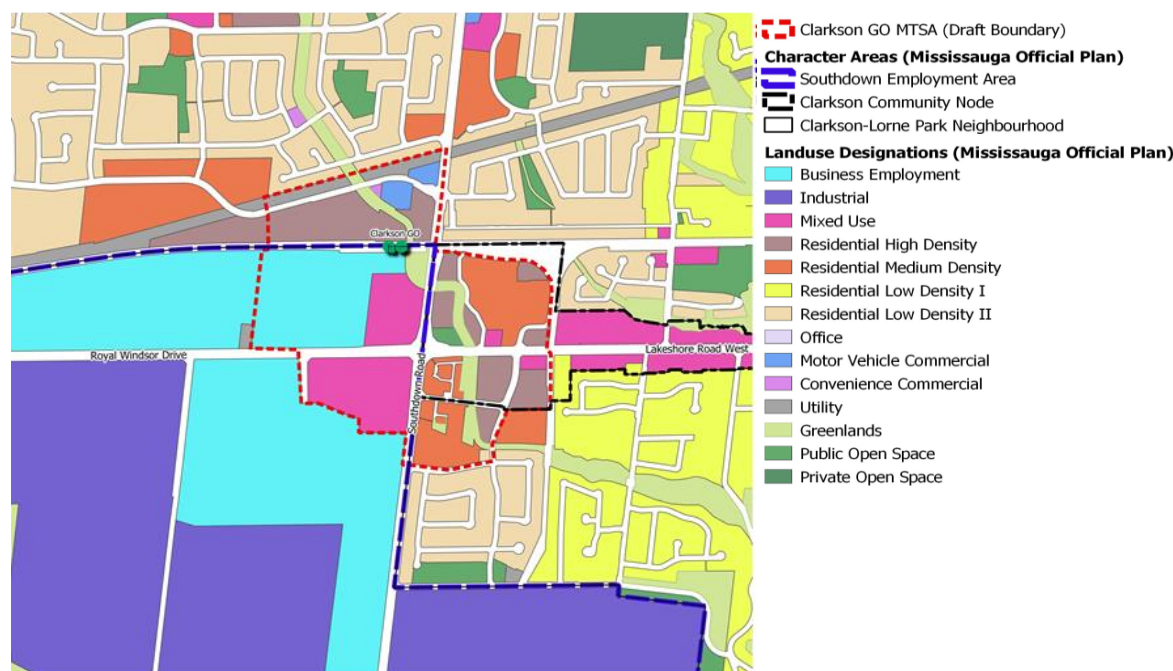 Clarkson GO MTSA (Draft Boundary)
Character Areas (Mississauga Official Plan)
Southdown Employment Area
Clarkson Community Node
Clarkson-Lorne Park Neighbourhood
Landuse Designations (Mississauga Official Plan)
Business Employment
Industrial
Mixed Use
Residential High Density
Residential Medium Density
Residential Low Density I
Residential Low Density II
Office
Motor Vehicle Commercial
Convenience Commercial
Utility
Greenlands
Public Open Space
Private Open Space
Clarkson GO
Royal Windsor Drive
Southdown Road
Lakeshore Road West